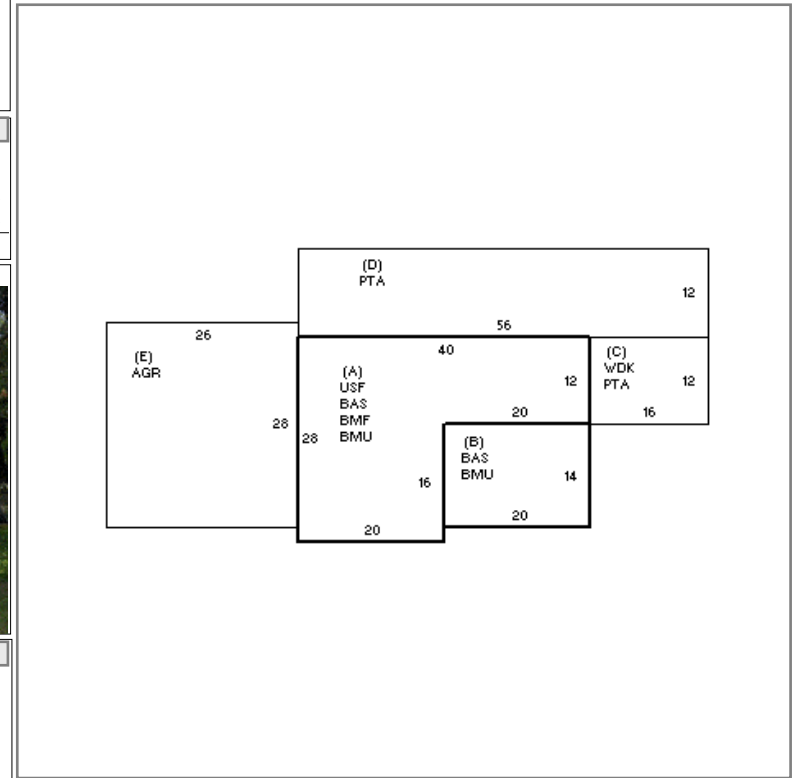 (D)
PTA
12
56
26
(E)
AGR
28
40
(A)
USF
BAS
BMF
BMU
12
28
20
16
20
(C)
WDK
PTA
12
16
(B)
BAS
BMU
14
20